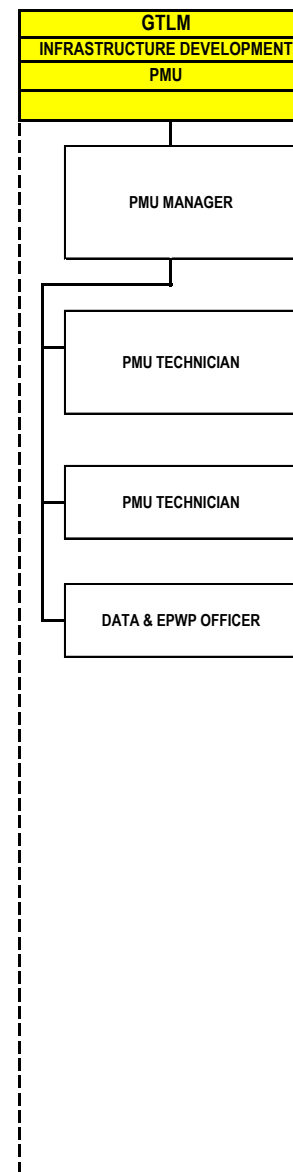 GTLM
INFRASTRUCTURE DEVELOPMENT
PMU
PMU MANAGER
PMU TECHNICIAN
PMU TECHNICIAN
DATA & EPWP OFFICER